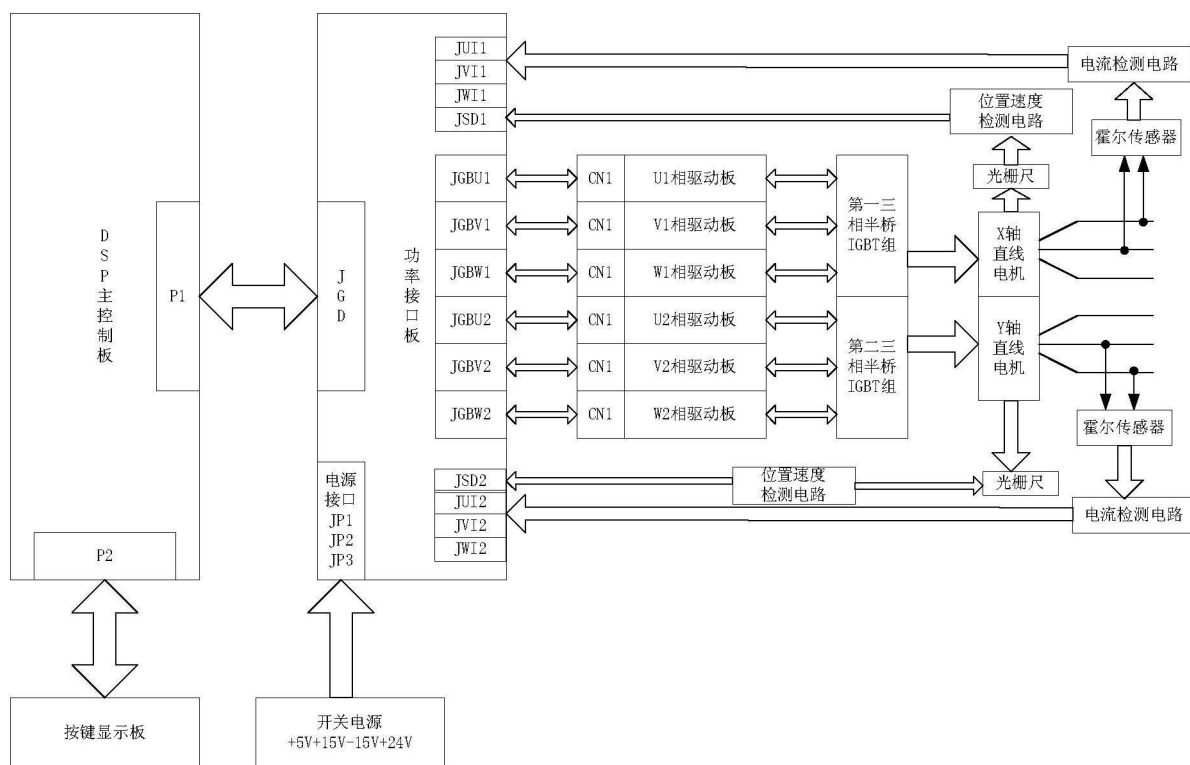 DSP主控制板
P1
P2
按键显示板
JGD
功率接口板
电源
接口
JP1
JP2
JP3
开关电源
+5V+15V-15V+24V
JUI1
JVI1
JWI1
JSD1
JGBU1
JGBV1
JGBW1
JGBU2
JGBV2
JGBW2
JSD2
JUI2
JVI2
JWI2
CN1
U1相驱动板
CN1
V1相驱动板
CN1
W1相驱动板
CN1
U2相驱动板
CN1
V2相驱动板
CN1
W2相驱动板
第一三
相半桥
IGBT组
第二三
相半桥
IGBT组
位置速度
检测电路
光栅尺
X轴
直线
电机
Y轴
直线
电机
电流检测电路
霍尔传感器
霍尔传感器
位置速度
检测电路
光栅尺
电流检测电路